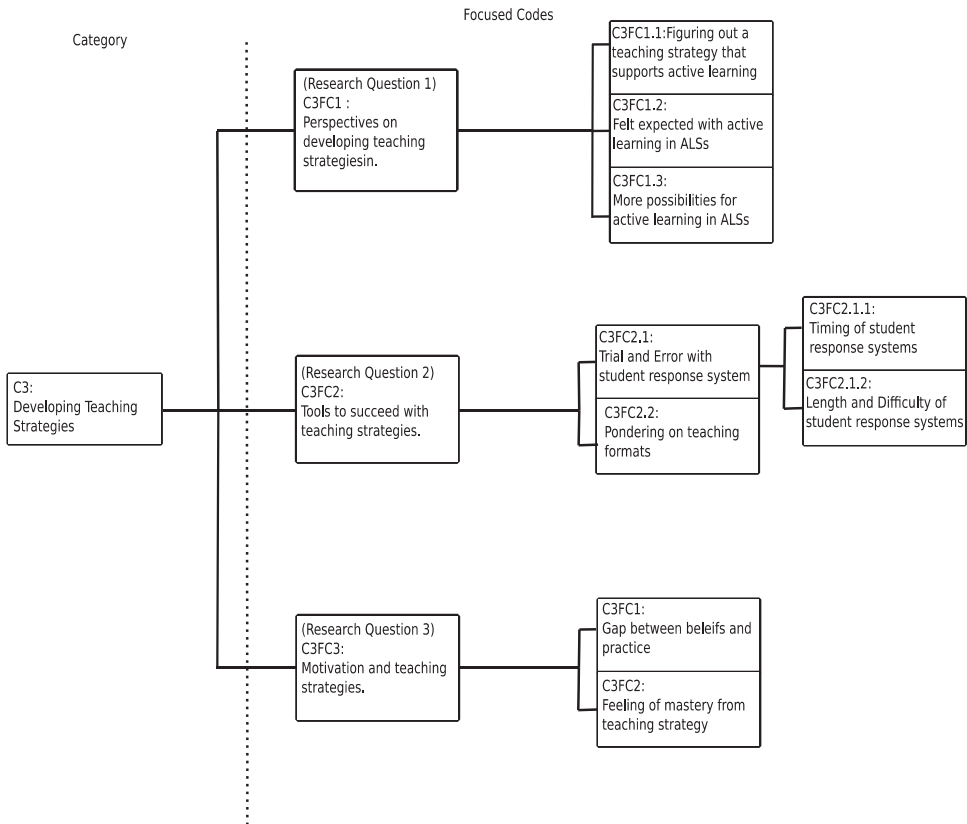 Focused Codes
Category
C3:
Developing Teaching
Strategies
(Research Question 1)
C3FC1 :
Perspectives on
developing teaching
strategiesin.
C3FC1.1:Figuring out a
teaching strategy that
supports active learning
C3FC1.2:
Felt expected with active
learning in ALSs
C3FC1.3:
More possibilities for
active learning in ALSs
(Research Question 2)
C3FC2:
Tools to succeed with
teaching strategies.
C3FC2.1:
Trial and Error with
student response system
C3FC2.2:
Pondering on teaching
formats
C3FC2.1.1:
Timing of student
response systems
C3FC2.1.2:
Length and Difficulty of
student response systems
(Research Question 3)
C3FC3:
Motivation and teaching
strategies.
C3FC1:
Gap between beleifs and
practice
C3FC2:
Feeling of mastery from
teaching strategy